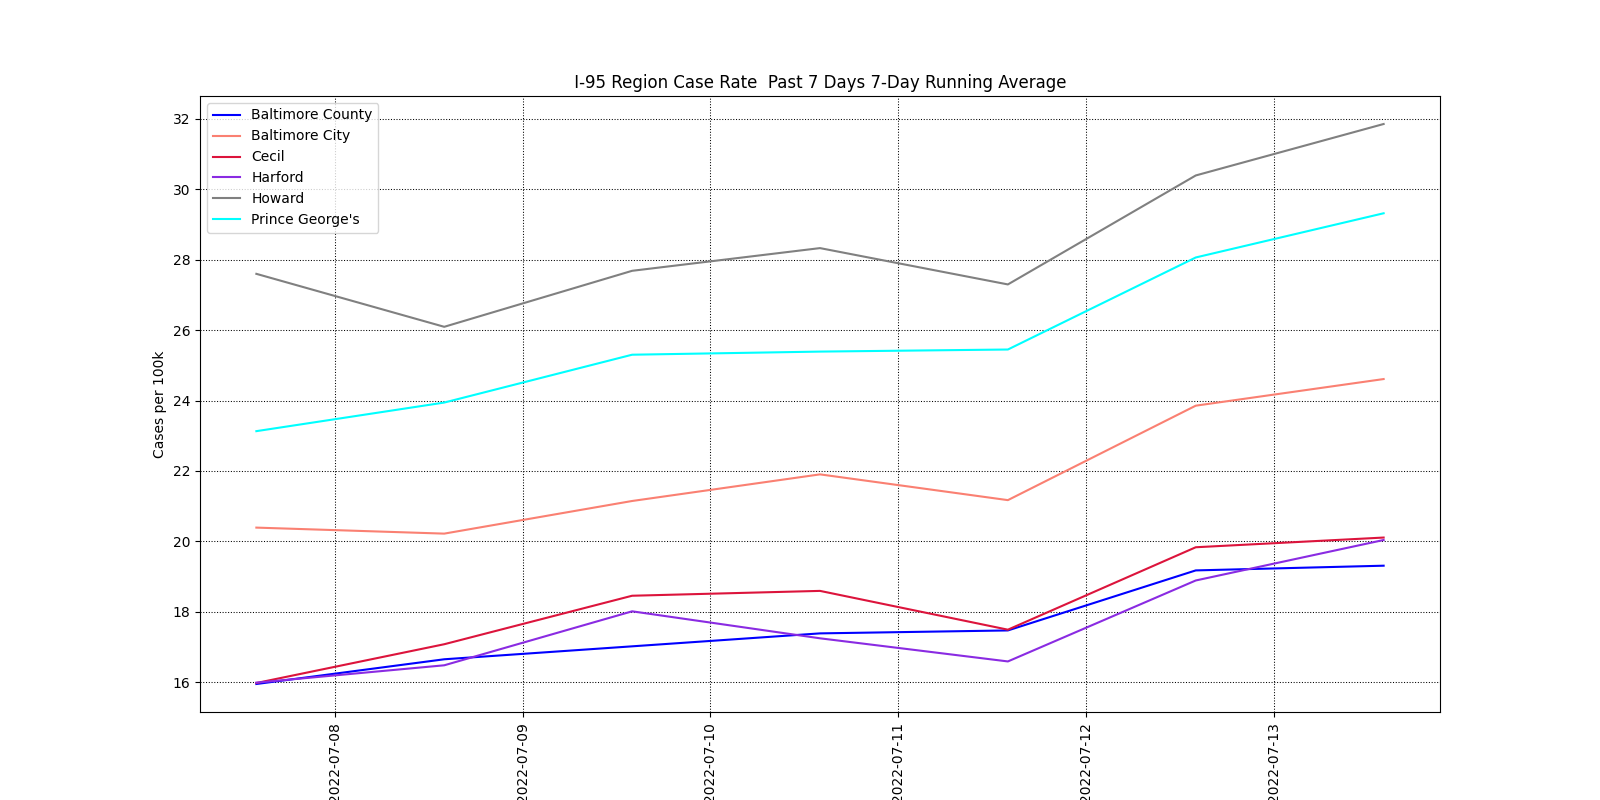 I-95 Region Case Rate  Past 7 Days 7-Day Running Average
Baltimore County
Baltimore City
Cecil
Harford
Howard
Prince George's
32
30
28
26
24
22
20
18
16
Cases per 100k
2022-07-08
2022-07-09
2022-07-10
2022-07-11
2022-07-12
2022-07-13